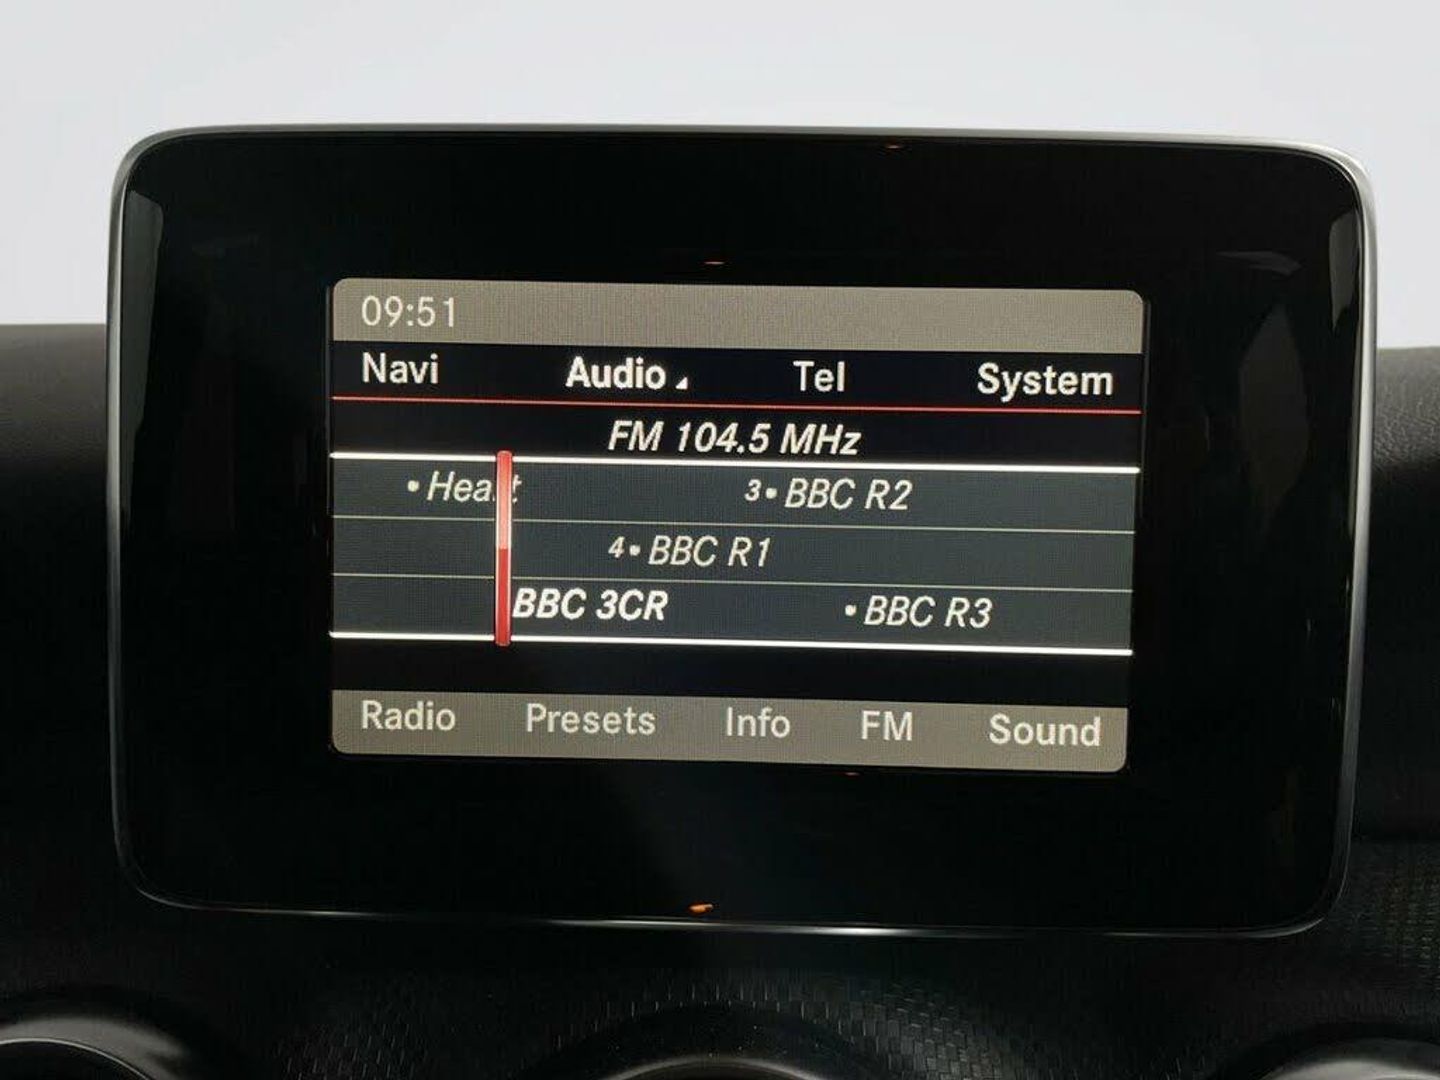 09:51
Navi Audio Tel System
FM 104.5 MHz
• Heart 3• BBC R2
4• BBC R1
BBC 3CR • BBC R3
Radio Presets Info FM Sound